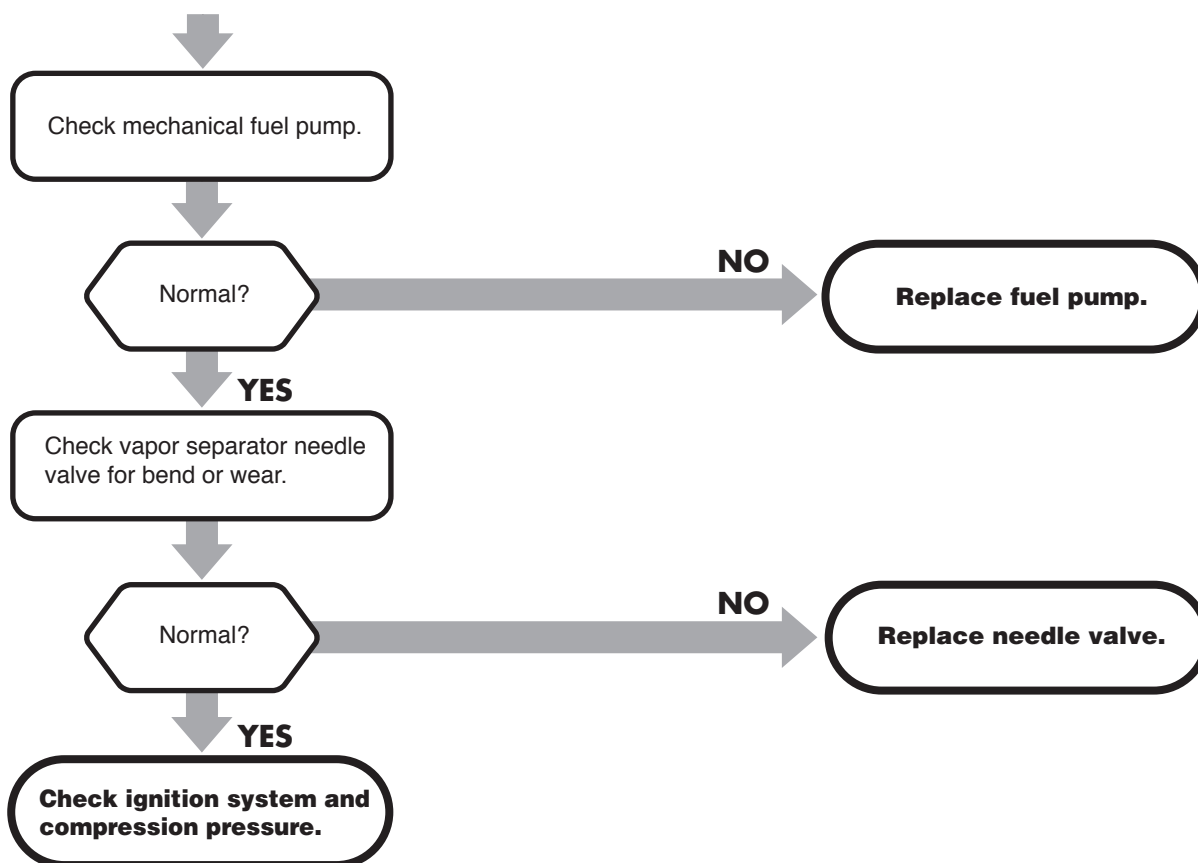 Check mechanical fuel pump.
Normal?
NO
Replace fuel pump.
YES
Check vapor separator needle
valve for bend or wear.
Normal?
NO
Replace needle valve.
YES
Check ignition system and
compression pressure.